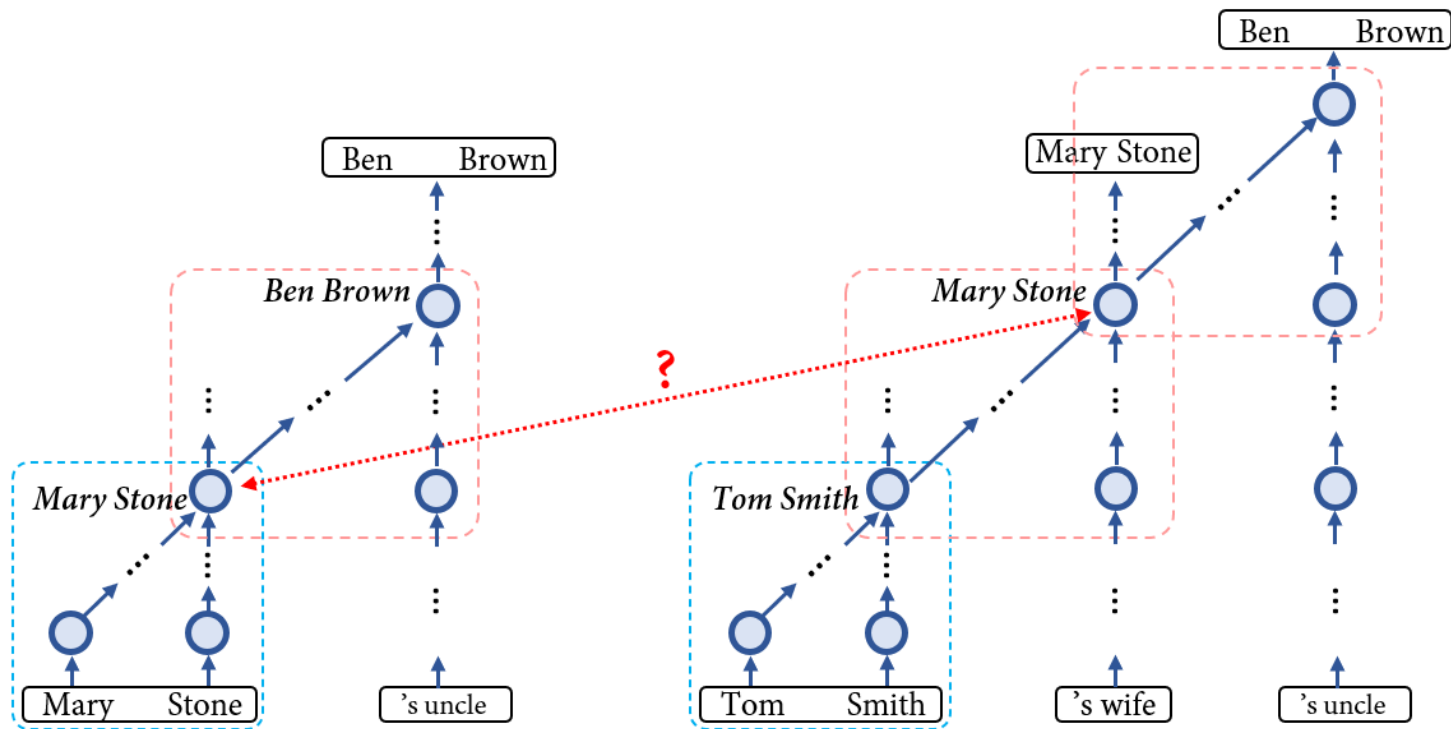 Ben Brown
Ben Brown
Mary Stone
Ben Brown
Mary Stone
?
Mary Stone
Tom Smith
Mary Stone
's uncle
Tom Smith
's wife
's uncle